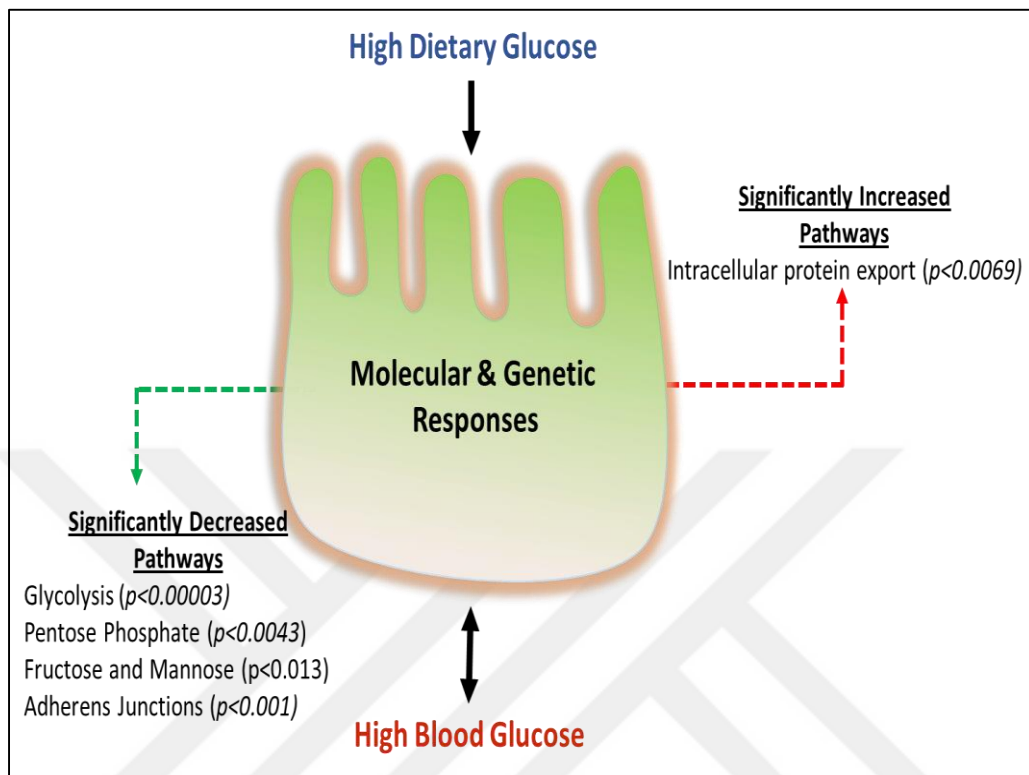 High Dietary Glucose
Significantly Increased
Pathways
Intracellular protein export (p<0.0069)
Molecular & Genetic
Responses
Significantly Decreased
Pathways
Glycolysis (p<0.00003)
Pentose Phosphate (p<0.0043)
Fructose and Mannose (p<0.013)
Adherens Junctions (p<0.001)
High Blood Glucose